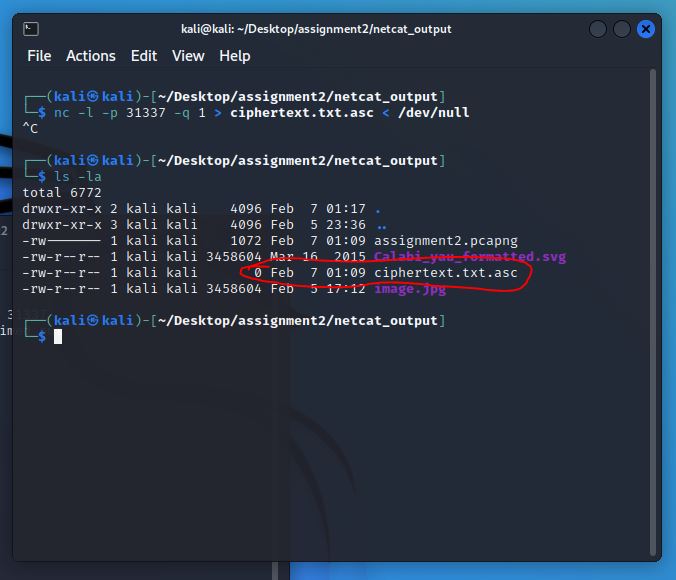 kali@kali: ~/Desktop/assignment2/netcat_output
File Actions Edit View Help
┌──(kali㉿kali)-[~/Desktop/assignment2/netcat_output]
└─$ nc -l -p 31337 -q 1 > ciphertext.txt.asc < /dev/null
^C
┌──(kali㉿kali)-[~/Desktop/assignment2/netcat_output]
└─$ ls -la
total 6772
drwxr-xr-x 2 kali kali    4096 Feb  7 01:17 .
drwxr-xr-x 3 kali kali    4096 Feb  5 23:36 ..
-rw------- 1 kali kali    1072 Feb  7 01:09 assignment2.pcapng
-rw-r--r-- 1 kali kali 3458604 Mar 16  2015 Calabi_yau_formatted.svg
-rw-r--r-- 1 kali kali       0 Feb  7 01:09 ciphertext.txt.asc
-rw-r--r-- 1 kali kali 3458604 Feb  5 17:12 image.jpg
┌──(kali㉿kali)-[~/Desktop/assignment2/netcat_output]
└─$